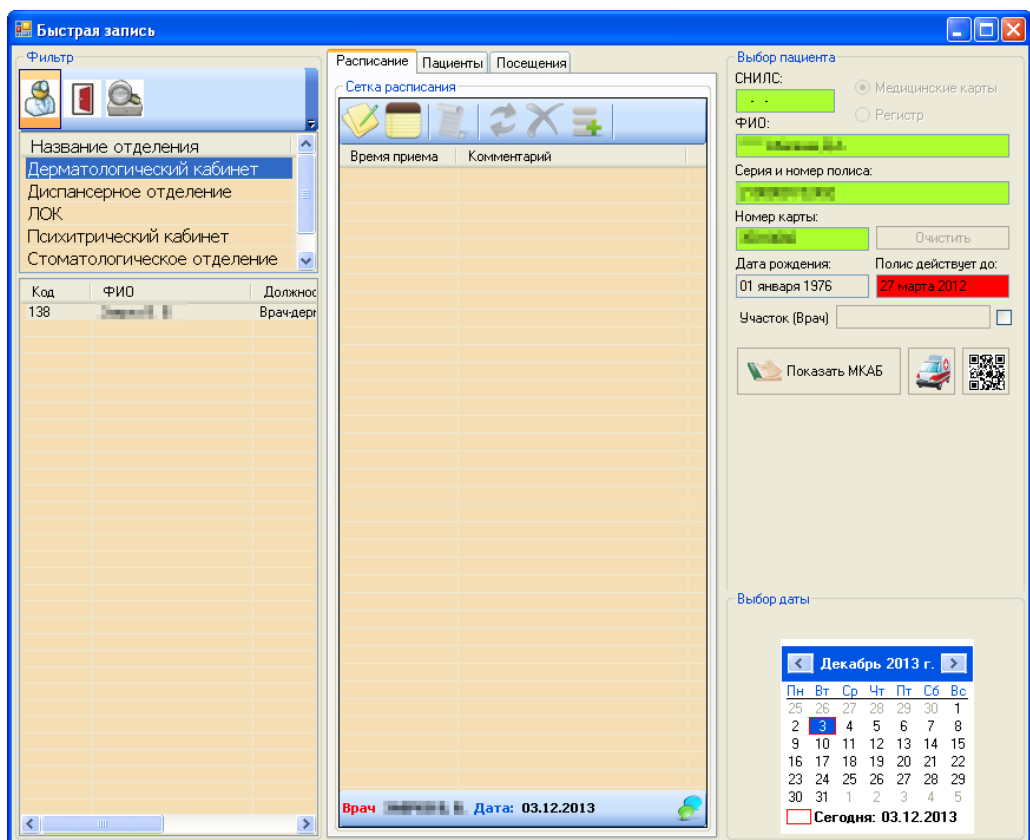 Быстрая запись
Фильтр
Название отделения
Дерматологический кабинет
Диспансерное отделение
ЛОК
Психитрический кабинет
Стоматологическое отделение
Код ФИО Должнос
138 Врач-дерг
Расписание Пациенты Посещения
Сетка расписания
Время приема Комментарий
Врач Дата: 03.12.2013
Выбор пациента
СНИЛС:
- -
Медицинские карты
Регистр
ФИО:
Серия и номер полиса:
Номер карты:
Очистить
Дата рождения: Полис действует до:
01 января 1976 27 марта 2012
Участок (Врач)
Показать МКАБ
Выбор даты
Декабрь 2013 г.
Пн Вт Ср Чт Пт Сб Вс
25 26 27 28 29 30 1
2 3 4 5 6 7 8
9 10 11 12 13 14 15
16 17 18 19 20 21 22
23 24 25 26 27 28 29
30 31 1 2 3 4 5
Сегодня: 03.12.2013